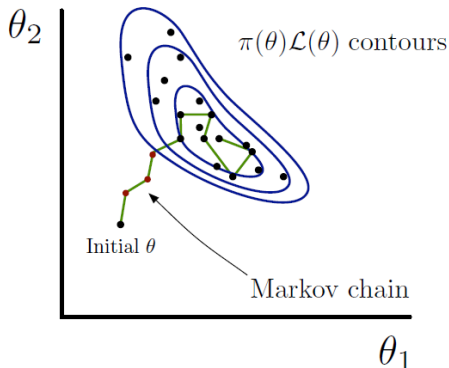 θ₂
π(θ)ℒ(θ) contours
Initial θ
Markov chain
θ₁